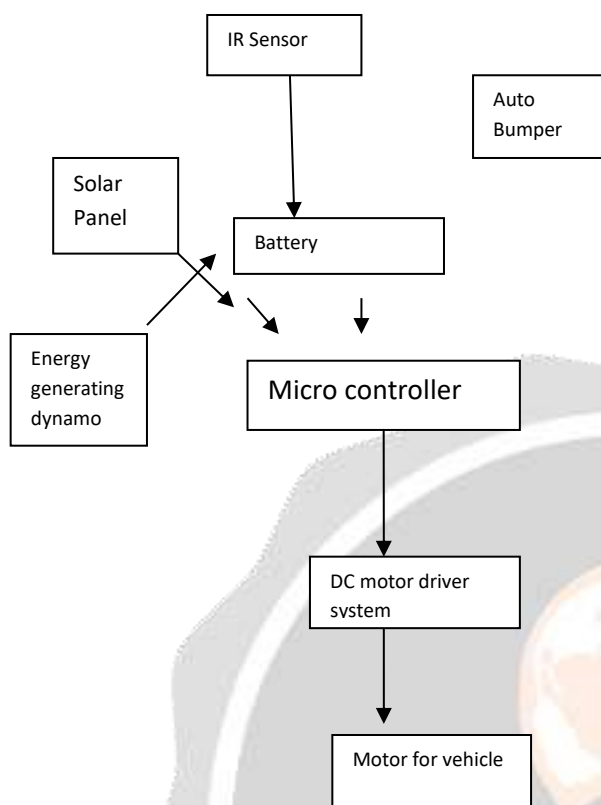 IR Sensor
Auto
Bumper
Solar
Panel
Battery
Energy
generating
dynamo
Micro controller
DC motor driver
system
Motor for vehicle